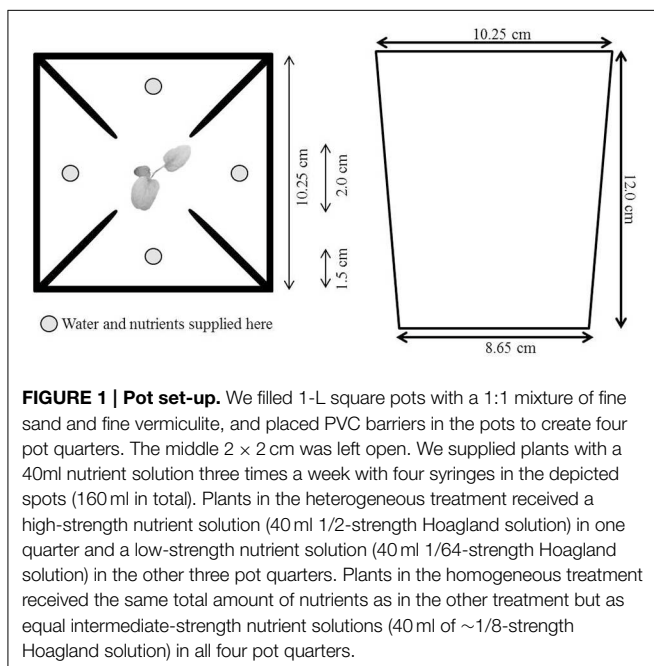 10.25 cm
10.25 cm
2.0 cm
1.5 cm
12.0 cm
8.65 cm
Water and nutrients supplied here
FIGURE 1 | Pot set-up. We filled 1-L square pots with a 1:1 mixture of fine
sand and fine vermiculite, and placed PVC barriers in the pots to create four
pot quarters. The middle 2 × 2 cm was left open. We supplied plants with a
40ml nutrient solution three times a week with four syringes in the depicted
spots (160 ml in total). Plants in the heterogeneous treatment received a
high-strength nutrient solution (40 ml 1/2-strength Hoagland solution) in one
quarter and a low-strength nutrient solution (40 ml 1/64-strength Hoagland
solution) in the other three pot quarters. Plants in the homogeneous treatment
received the same total amount of nutrients as in the other treatment but as
equal intermediate-strength nutrient solutions (40 ml of ~1/8-strength
Hoagland solution) in all four pot quarters.